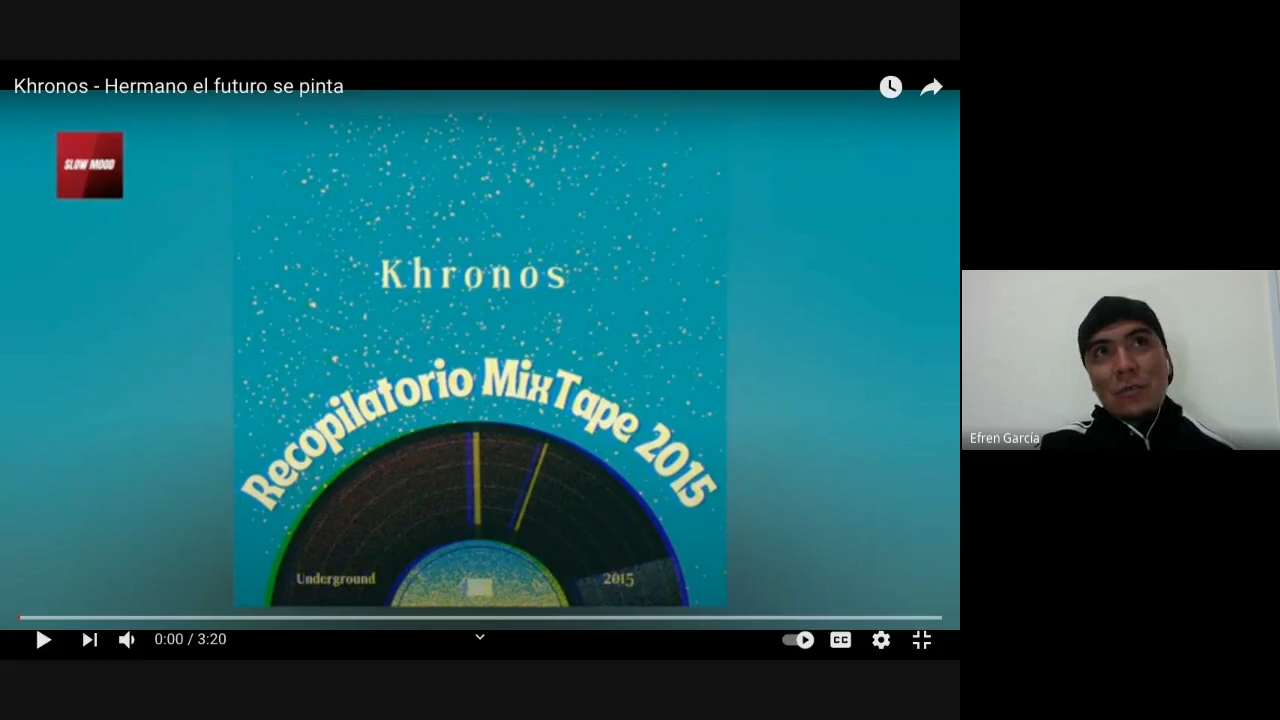 Khronos - Hermano el futuro se pinta
SLOW MOOD
Khronos
Recopilatorio MixTape 2015
Underground
2015
Efren García
0:00 / 3:20
CC